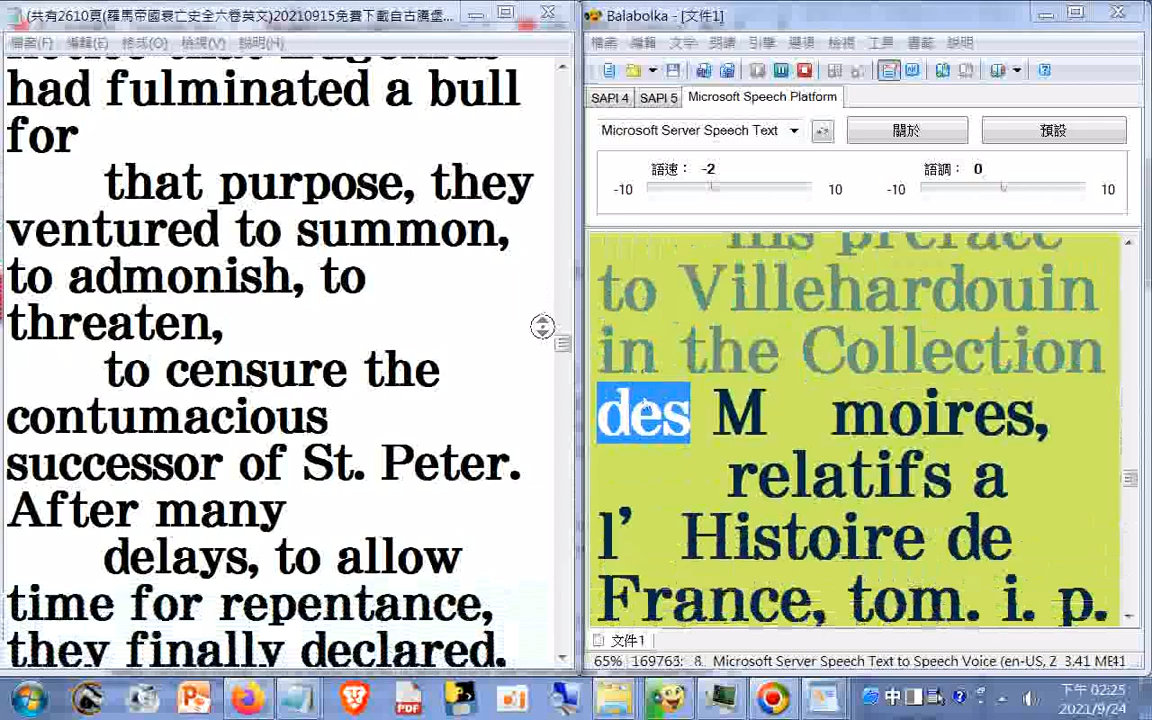 (共有2610頁(羅馬帝國衰亡史全六卷英文)20210915免費下載自古騰堡...
檔案(F) 編輯(E) 格式(O) 檢視(V) 說明(H)
had fulminated a bull
for
that purpose, they
ventured to summon,
to admonish, to
threaten,
to censure the
contumacious
successor of St. Peter.
After many
delays, to allow
time for repentance,
they finally declared.
Balabolka - [文件1]
檔案 編輯 文字 朗讀 引擎 選項 檢視 工具 書籤 說明
SAPI 4 SAPI 5 Microsoft Speech Platform
Microsoft Server Speech Text 關於 預設
語速: -2 語調: 0
-10 10 -10 10
his preface
to Villehardouin
in the Collection
des M moires,
relatifs a
l’ Histoire de
France, tom. i. p.
文件1
65% 169763: 8. Microsoft Server Speech Text to Speech Voice (en-US, Z 3.41 ME41
中
下午 02:25
2021/9/24